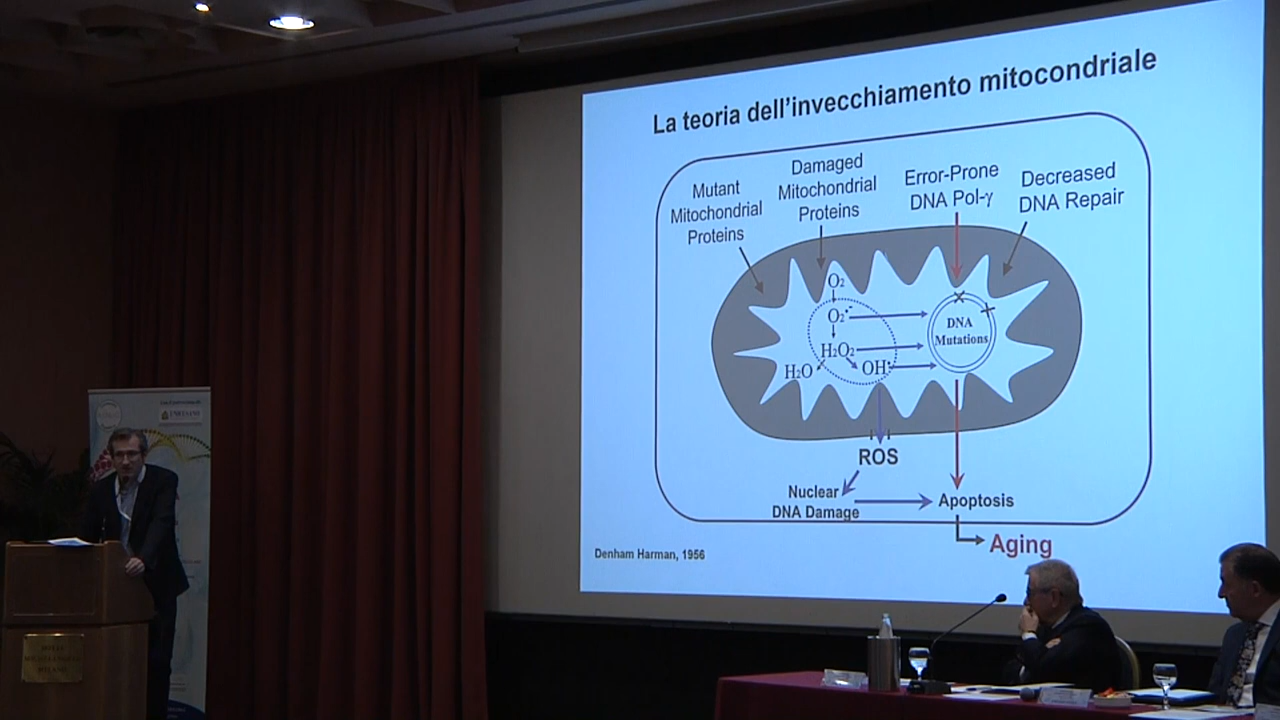 La teoria dell'invecchiamento mitocondriale
Mutant
Mitochondrial
Proteins
Damaged
Mitochondrial
Proteins
Error-Prone
DNA Pol-γ
Decreased
DNA Repair
O₂
O₂·⁻
H₂O₂
H₂O
OH·
DNA
Mutations
ROS
Nuclear
DNA Damage
Apoptosis
Aging
Denham Harman, 1956
MILANO